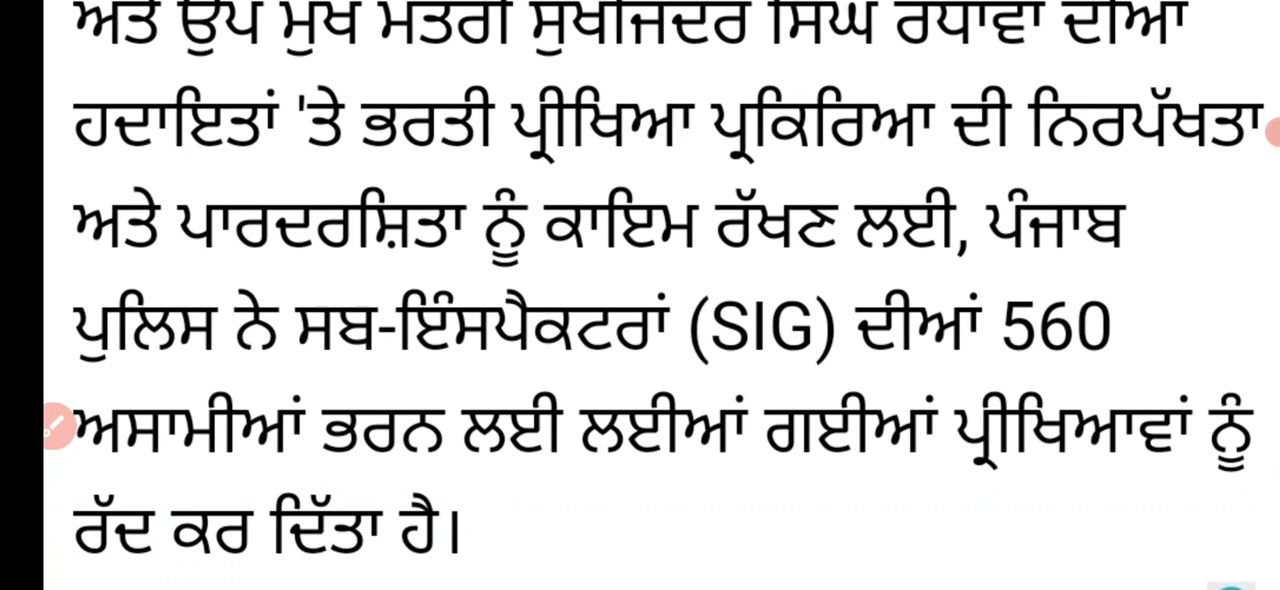 ਅਤੇ ਉਪ ਮੁੱਖ ਮੰਤਰੀ ਸੁਖਜਿੰਦਰ ਸਿੰਘ ਰੰਧਾਵਾ ਦੀਆਂ
ਹਦਾਇਤਾਂ 'ਤੇ ਭਰਤੀ ਪ੍ਰੀਖਿਆ ਪ੍ਰਕਿਰਿਆ ਦੀ ਨਿਰਪੱਖਤਾ
ਅਤੇ ਪਾਰਦਰਸ਼ਿਤਾ ਨੂੰ ਕਾਇਮ ਰੱਖਣ ਲਈ, ਪੰਜਾਬ
ਪੁਲਿਸ ਨੇ ਸਬ-ਇੰਸਪੈਕਟਰਾਂ (SIG) ਦੀਆਂ 560
ਅਸਾਮੀਆਂ ਭਰਨ ਲਈ ਲਈਆਂ ਗਈਆਂ ਪ੍ਰੀਖਿਆਵਾਂ ਨੂੰ
ਰੱਦ ਕਰ ਦਿੱਤਾ ਹੈ।